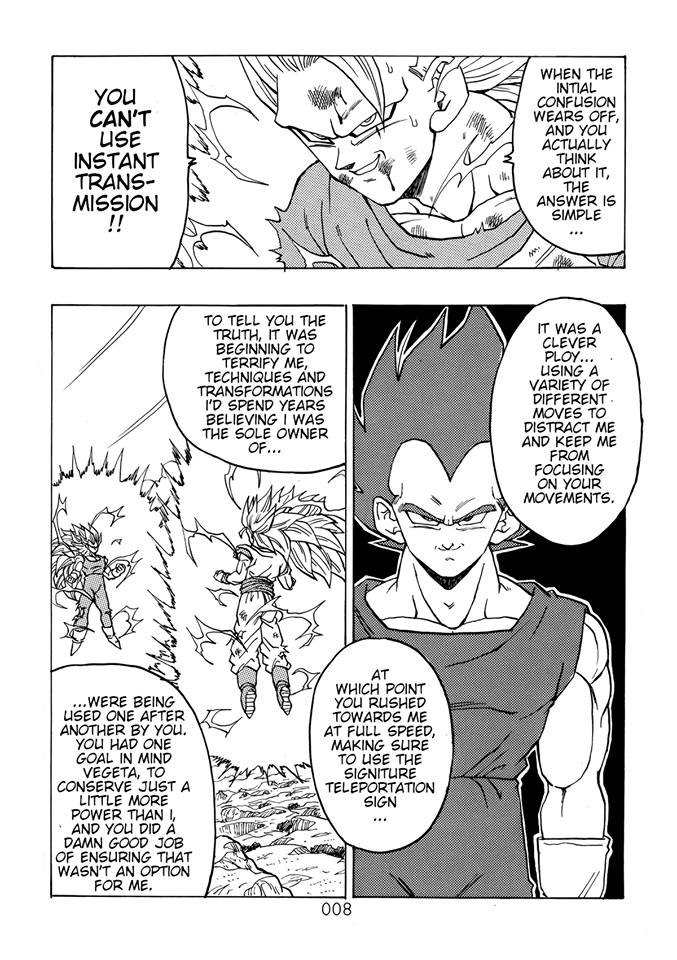 WHEN THE
INTIAL
CONFUSION
WEARS OFF,
AND YOU
ACTUALLY
THINK
ABOUT IT,
THE
ANSWER IS
SIMPLE
...
YOU
CAN'T
USE
INSTANT
TRANS-
MISSION
!!
IT WAS A
CLEVER
PLOY...
USING A
VARIETY OF
DIFFERENT
MOVES TO
DISTRACT ME
AND KEEP ME
FROM
FOCUSING
ON YOUR
MOVEMENTS.
AT
WHICH POINT
YOU RUSHED
TOWARDS ME
AT FULL SPEED,
MAKING SURE
TO USE THE
SIGNITURE
TELEPORTATION
SIGN
...
TO TELL YOU THE
TRUTH, IT WAS
BEGINNING TO
TERRIFY ME,
TECHNIQUES AND
TRANSFORMATIONS
I'D SPEND YEARS
BELIEVING I WAS
THE SOLE OWNER
OF...
...WERE BEING
USED ONE AFTER
ANOTHER BY YOU.
YOU HAD ONE
GOAL IN MIND
VEGETA, TO
CONSERVE JUST A
LITTLE MORE
POWER THAN I,
AND YOU DID A
DAMN GOOD JOB
OF ENSURING THAT
WASN'T AN OPTION
FOR ME.
008